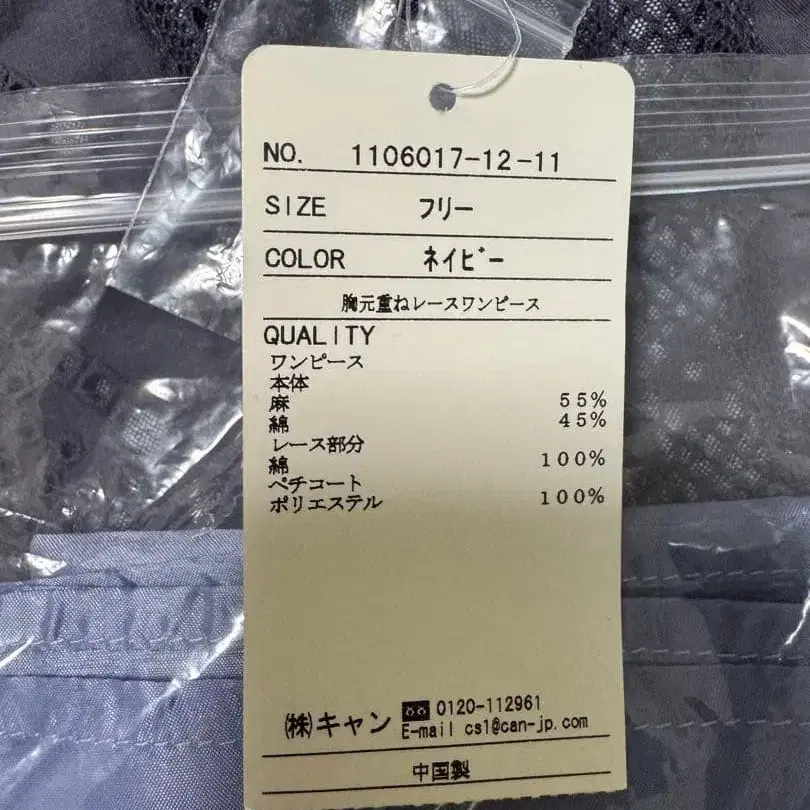 NO. 1106017-12-11
SIZE フリー
COLOR ネイビー
胸元重ねレースワンピース
QUALITY
ワンピース
本体
麻 55%
綿 45%
レース部分
綿 100%
ペチコート
ポリエステル 100%
㈱キャン 0120-112961
E-mail cs1@can-jp.com
中国製